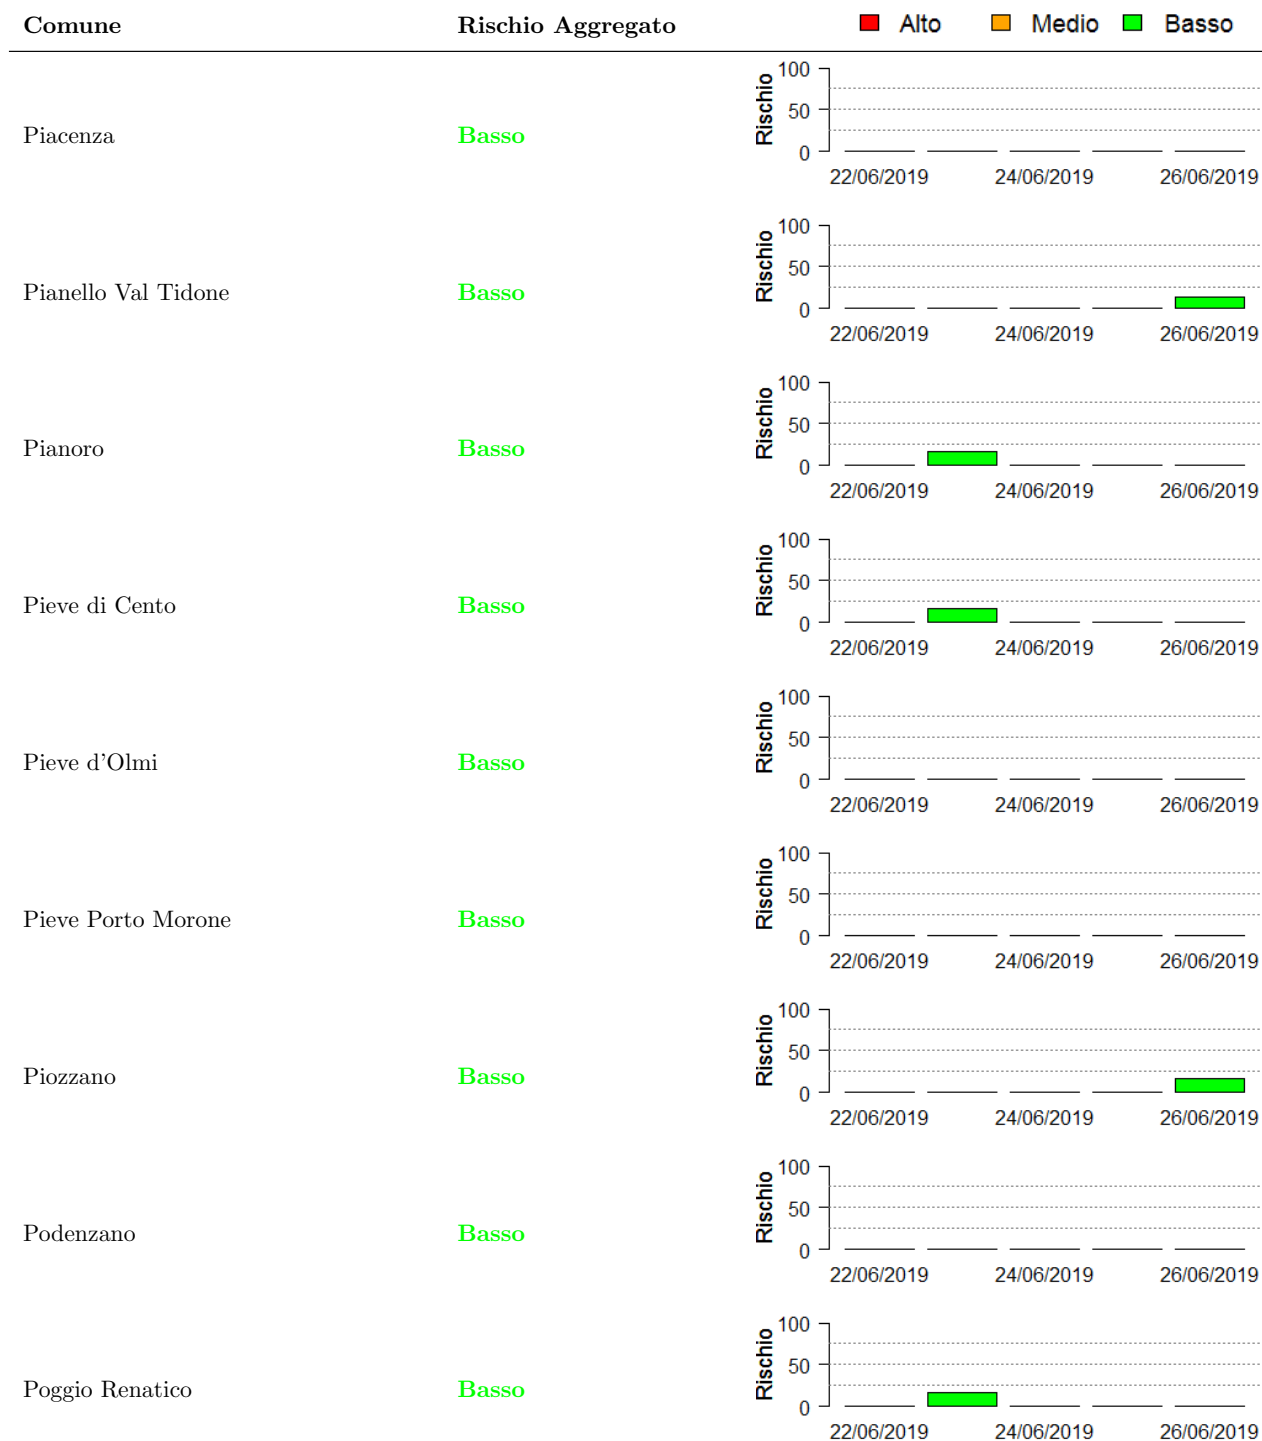 Comune Rischio Aggregato Alto Medio Basso
100
50
0
Rischio
Piacenza Basso
22/06/2019 24/06/2019 26/06/2019
100
50
0
Rischio
Pianello Val Tidone Basso
22/06/2019 24/06/2019 26/06/2019
100
50
0
Rischio
Pianoro Basso
22/06/2019 24/06/2019 26/06/2019
100
50
0
Rischio
Pieve di Cento Basso
22/06/2019 24/06/2019 26/06/2019
100
50
0
Rischio
Pieve d'Olmi Basso
22/06/2019 24/06/2019 26/06/2019
100
50
0
Rischio
Pieve Porto Morone Basso
22/06/2019 24/06/2019 26/06/2019
100
50
0
Rischio
Piozzano Basso
22/06/2019 24/06/2019 26/06/2019
100
50
0
Rischio
Podenzano Basso
22/06/2019 24/06/2019 26/06/2019
100
50
0
Rischio
Poggio Renatico Basso
22/06/2019 24/06/2019 26/06/2019